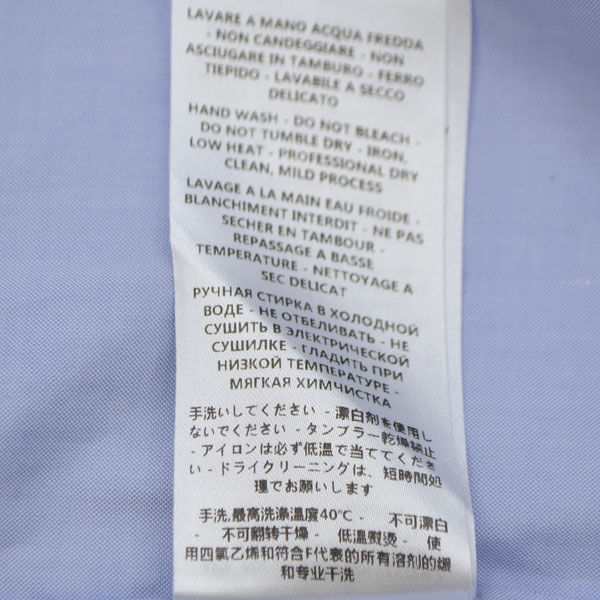 LAVARE A MANO ACQUA FREDDA
- NON CANDEGGIARE - NON
ASCIUGARE IN TAMBURO - FERRO
TIEPIDO - LAVABILE A SECCO
DELICATO
HAND WASH - DO NOT BLEACH -
DO NOT TUMBLE DRY - IRON,
LOW HEAT - PROFESSIONAL DRY
CLEAN, MILD PROCESS
LAVAGE A LA MAIN EAU FROIDE -
BLANCHIMENT INTERDIT - NE PAS
SECHER EN TAMBOUR -
REPASSAGE A BASSE
TEMPERATURE - NETTOYAGE A
SEC DELICAT
РУЧНАЯ СТИРКА В ХОЛОДНОЙ
ВОДЕ - НЕ ОТБЕЛИВАТЬ - НЕ
СУШИТЬ В ЭЛЕКТРИЧЕСКОЙ
СУШИЛКЕ - ГЛАДИТЬ ПРИ
НИЗКОЙ ТЕМПЕРАТУРЕ -
МЯГКАЯ ХИМЧИСТКА
手洗いしてください - 漂白剤を使用し
ないでください - タンブラー乾燥禁止
- アイロンは必ず低温で当ててくださ
い - ドライクリーニングは、短時間処
理でお願いします
手洗,最高洗涤温度40℃ - 不可漂白
- 不可翻转干燥 - 低温熨烫 - 使
用四氯乙烯和符合F代表的所有溶剂的缓
和专业干洗